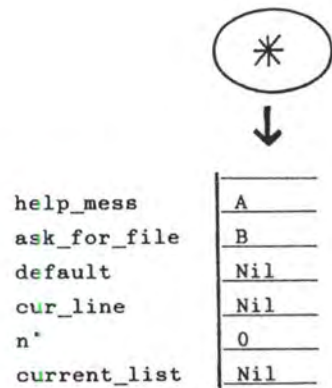 *
help_mess A
ask_for_file B
default Nil
cur_line Nil
n° 0
current_list Nil